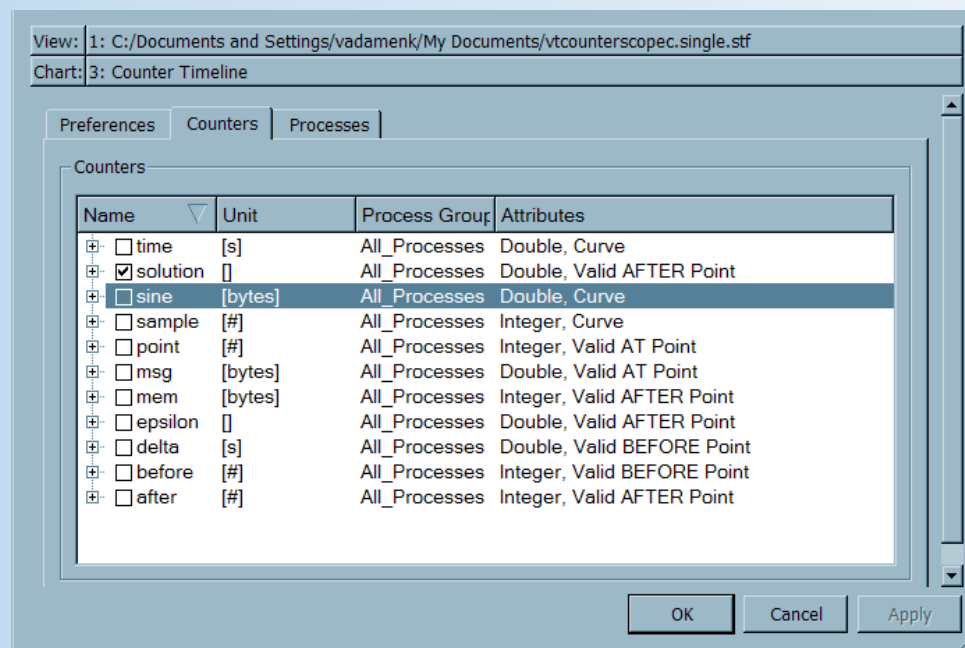 View: 1: C:/Documents and Settings/vadamenk/My Documents/vtcounterscopec.single.stf
Chart: 3: Counter Timeline
Preferences Counters Processes
Counters
Name Unit Process Group Attributes
time [s] All_Processes Double, Curve
solution [] All_Processes Double, Valid AFTER Point
sine [bytes] All_Processes Double, Curve
sample [#] All_Processes Integer, Curve
point [#] All_Processes Integer, Valid AT Point
msg [bytes] All_Processes Double, Valid AT Point
mem [bytes] All_Processes Integer, Valid AFTER Point
epsilon [] All_Processes Double, Valid AFTER Point
delta [s] All_Processes Double, Valid BEFORE Point
before [#] All_Processes Integer, Valid BEFORE Point
after [#] All_Processes Integer, Valid AFTER Point
OK Cancel Apply